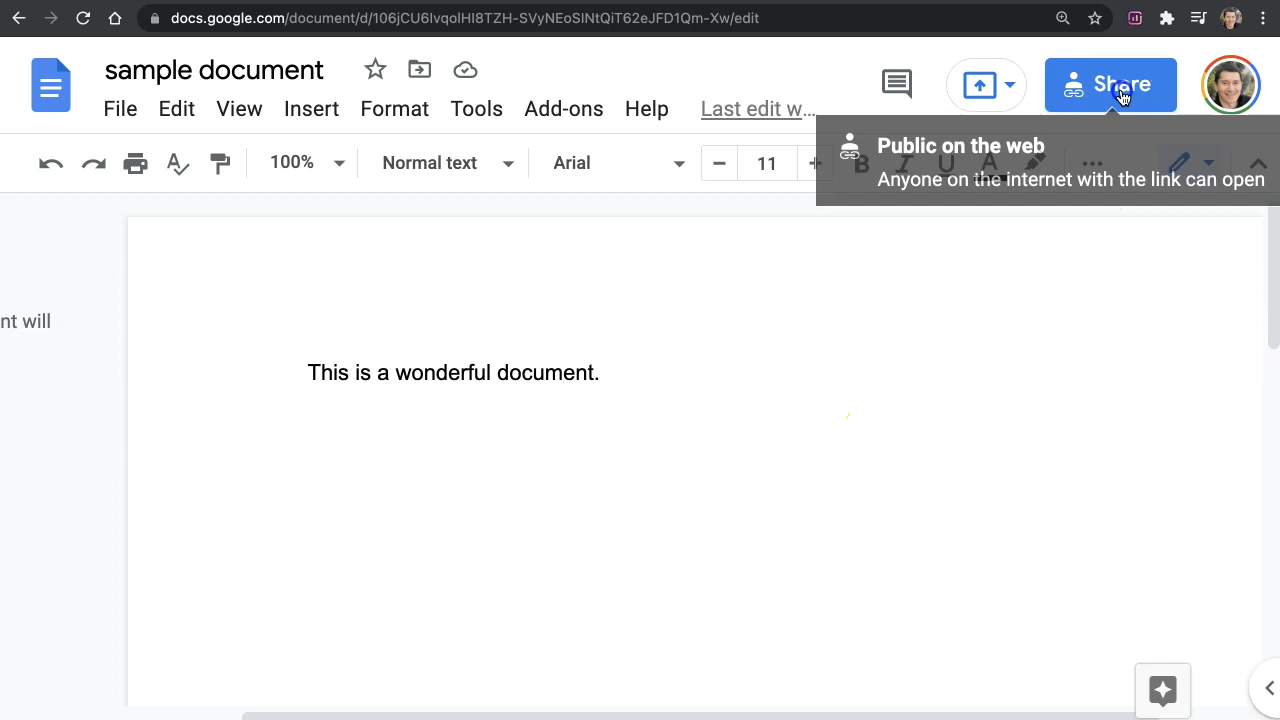 docs.google.com/document/d/106jCU6IvqoIHI8TZH-SVyNEoSINtQiT62eJFD1Qm-Xw/edit
sample document
Share
File Edit View Insert Format Tools Add-ons Help Last edit w...
Public on the web
100% Normal text Arial 11 B I U A
Anyone on the internet with the link can open
nt will
This is a wonderful document.